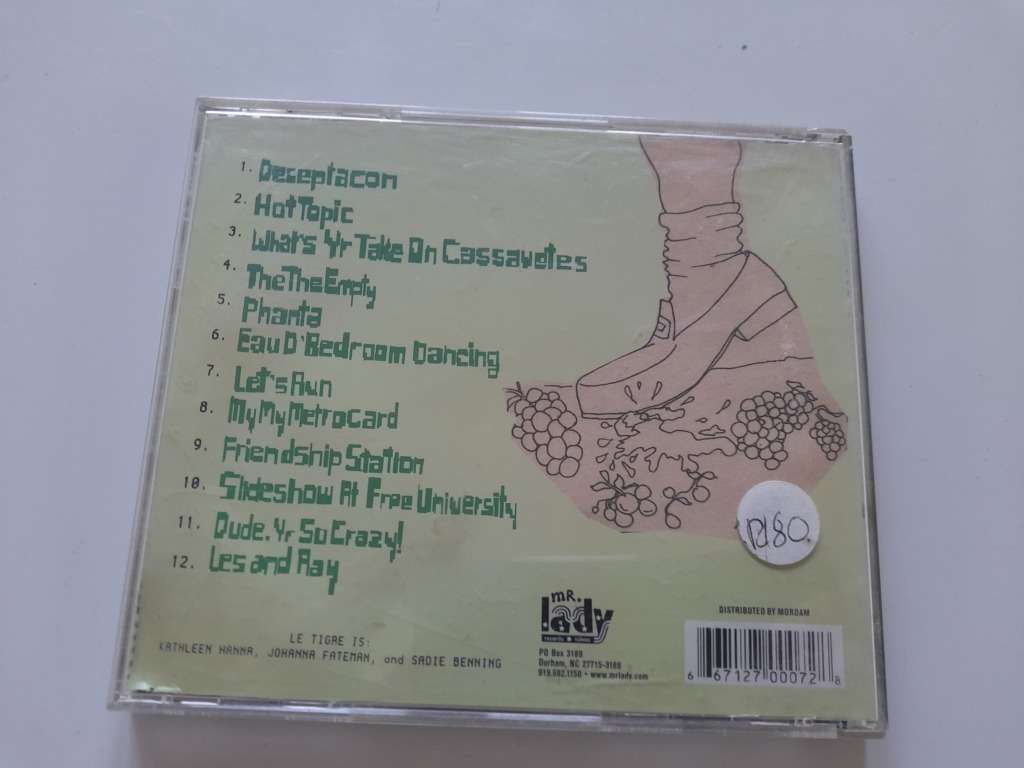 1. Deceptacon
2. Hot Topic
3. What's Yr Take On Cassavetes
4. The The Empty
5. Phanta
6. Eau D' Bedroom Dancing
7. Let's Run
8. My My Metrocard
9. Friendship Station
10. Slideshow At Free University
11. Dude, Yr So Crazy!
12. Les and Ray
LE TIGRE IS:
KATHLEEN HANNA, JOHANNA FATEMAN, and SADIE BENNING
mR.
lady
records films
PO Box 3189
Durham, NC 27715-3189
919.682.1150 • www.mrlady.com
DISTRIBUTED BY MORDAM
6 67127 00072 8
180